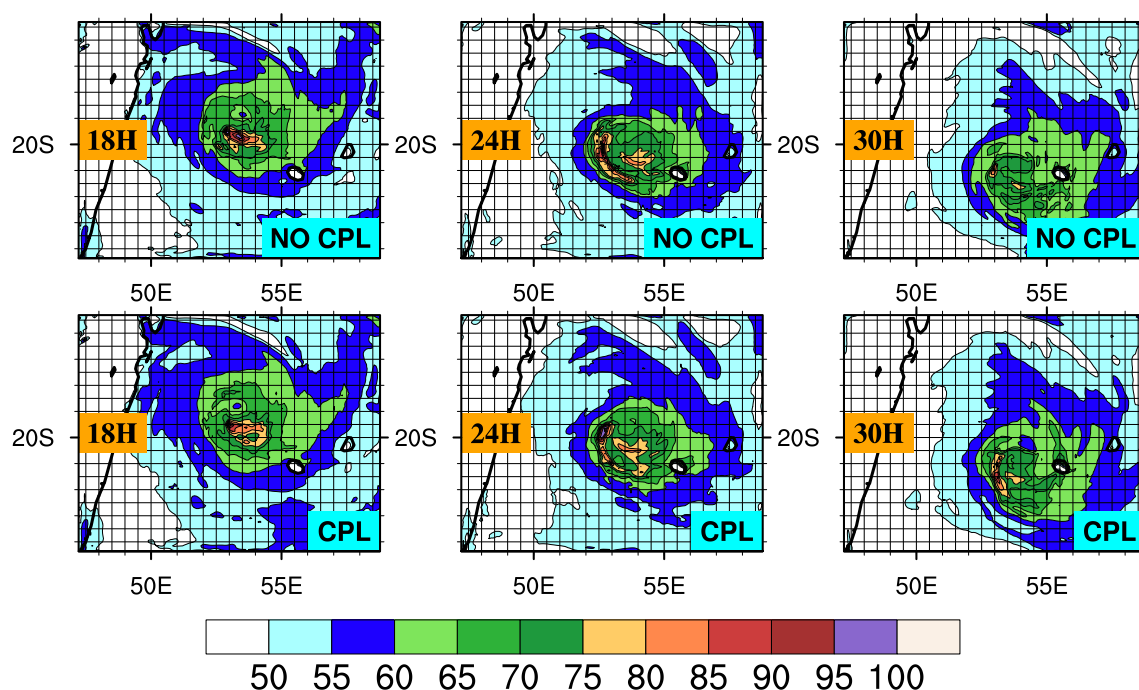 20S 18H NO CPL
20S 24H NO CPL
20S 30H NO CPL
50E 55E 50E 55E 50E 55E
20S 18H CPL
20S 24H CPL
20S 30H CPL
50E 55E 50E 55E 50E 55E
50 55 60 65 70 75 80 85 90 95 100